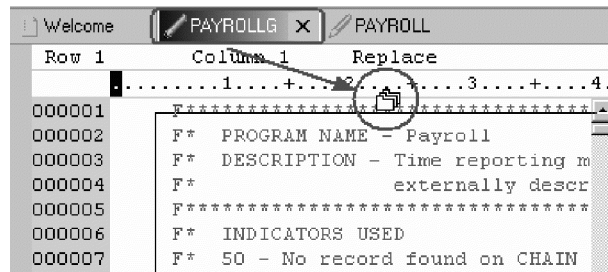 Welcome PAYROLLG X PAYROLL
Row 1 Column 1 Replace
.........1....+....2....+....3....+....4.
000001 F***********************************
000002 F* PROGRAM NAME - Payroll
000003 F* DESCRIPTION - Time reporting m
000004 F* externally descr
000005 F***********************************
000006 F* INDICATORS USED
000007 F* 50 - No record found on CHAIN